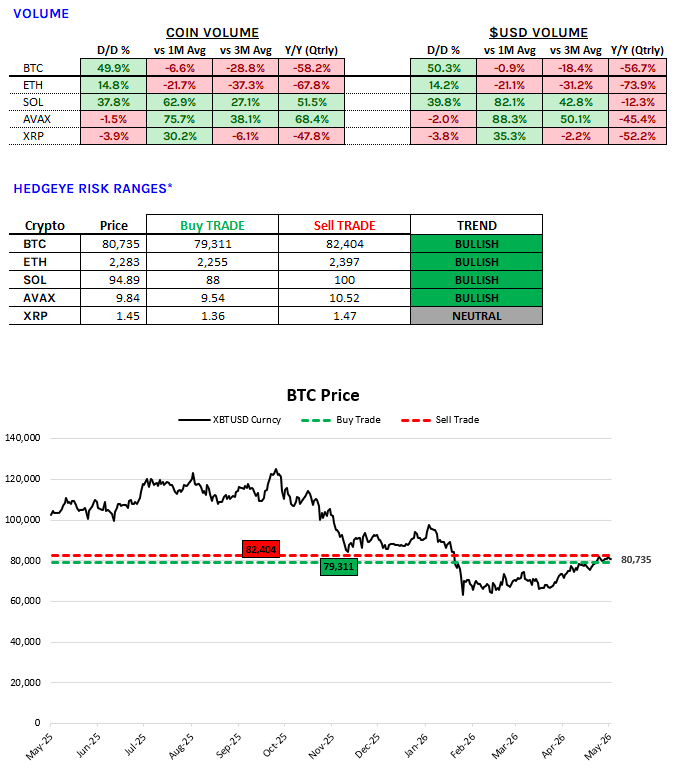 VOLUME
COIN VOLUME $USD VOLUME
D/D % vs 1M Avg vs 3M Avg Y/Y (Qtrly) D/D % vs 1M Avg vs 3M Avg Y/Y (Qtrly)
BTC 49.9% -6.6% -28.8% -58.2% 50.3% -0.9% -18.4% -56.7%
ETH 14.8% -21.7% -37.3% -67.8% 14.2% -21.1% -31.2% -73.9%
SOL 37.8% 62.9% 27.1% 51.5% 39.8% 82.1% 42.8% -12.3%
AVAX -1.5% 75.7% 38.1% 68.4% -2.0% 88.3% 50.1% -45.4%
XRP -3.9% 30.2% -6.1% -47.8% -3.8% 35.3% -2.2% -52.2%
HEDGEYE RISK RANGES*
Crypto Price Buy TRADE Sell TRADE TREND
BTC 80,735 79,311 82,404 BULLISH
ETH 2,283 2,255 2,397 BULLISH
SOL 94.89 88 100 BULLISH
AVAX 9.84 9.54 10.52 BULLISH
XRP 1.45 1.36 1.47 NEUTRAL
BTC Price
XBTUSD Curncy Buy Trade Sell Trade
140,000
120,000
100,000
80,000
60,000
40,000
20,000
0
82,404
79,311
80,735
May-25 Jun-25 Jul-25 Aug-25 Sep-25 Oct-25 Nov-25 Dec-25 Jan-26 Feb-26 Mar-26 Apr-26 May-26